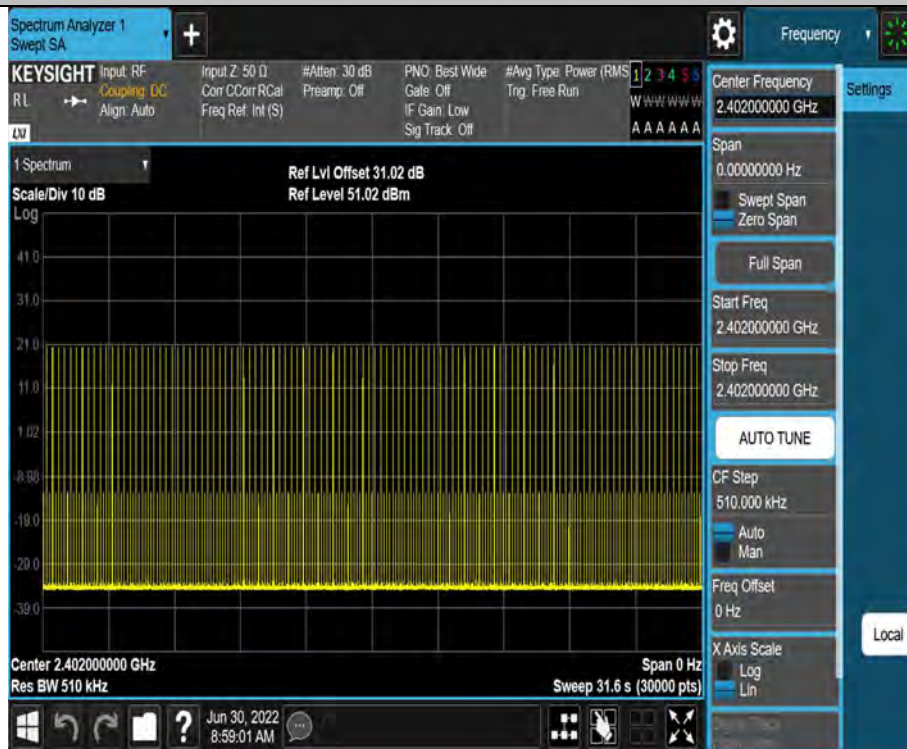 Spectrum Analyzer 1
Swept SA
Frequency
KEYSIGHT
RL
LXI
Input: RF
Coupling: DC
Align: Auto
Input Z: 50 Ω
Corr CCorr RCal
Freq Ref: Int (S)
#Atten: 30 dB
Preamp: Off
PNO: Best Wide
Gate: Off
IF Gain: Low
Sig Track: Off
#Avg Type: Power (RMS
Trig: Free Run
1 2 3 4 5 6
W W W W W W
A A A A A A
1 Spectrum
Scale/Div 10 dB
Log
Ref Lvl Offset 31.02 dB
Ref Level 51.02 dBm
41.0
31.0
21.0
11.0
1.02
-8.98
-19.0
-29.0
-39.0
Center 2.402000000 GHz
Res BW 510 kHz
Span 0 Hz
Sweep 31.6 s (30000 pts)
Center Frequency
2.402000000 GHz
Span
0.00000000 Hz
Swept Span
Zero Span
Full Span
Start Freq
2.402000000 GHz
Stop Freq
2.402000000 GHz
AUTO TUNE
CF Step
510.000 kHz
Auto
Man
Freq Offset
0 Hz
X Axis Scale
Log
Lin
Settings
Local
Jun 30, 2022
8:59:01 AM